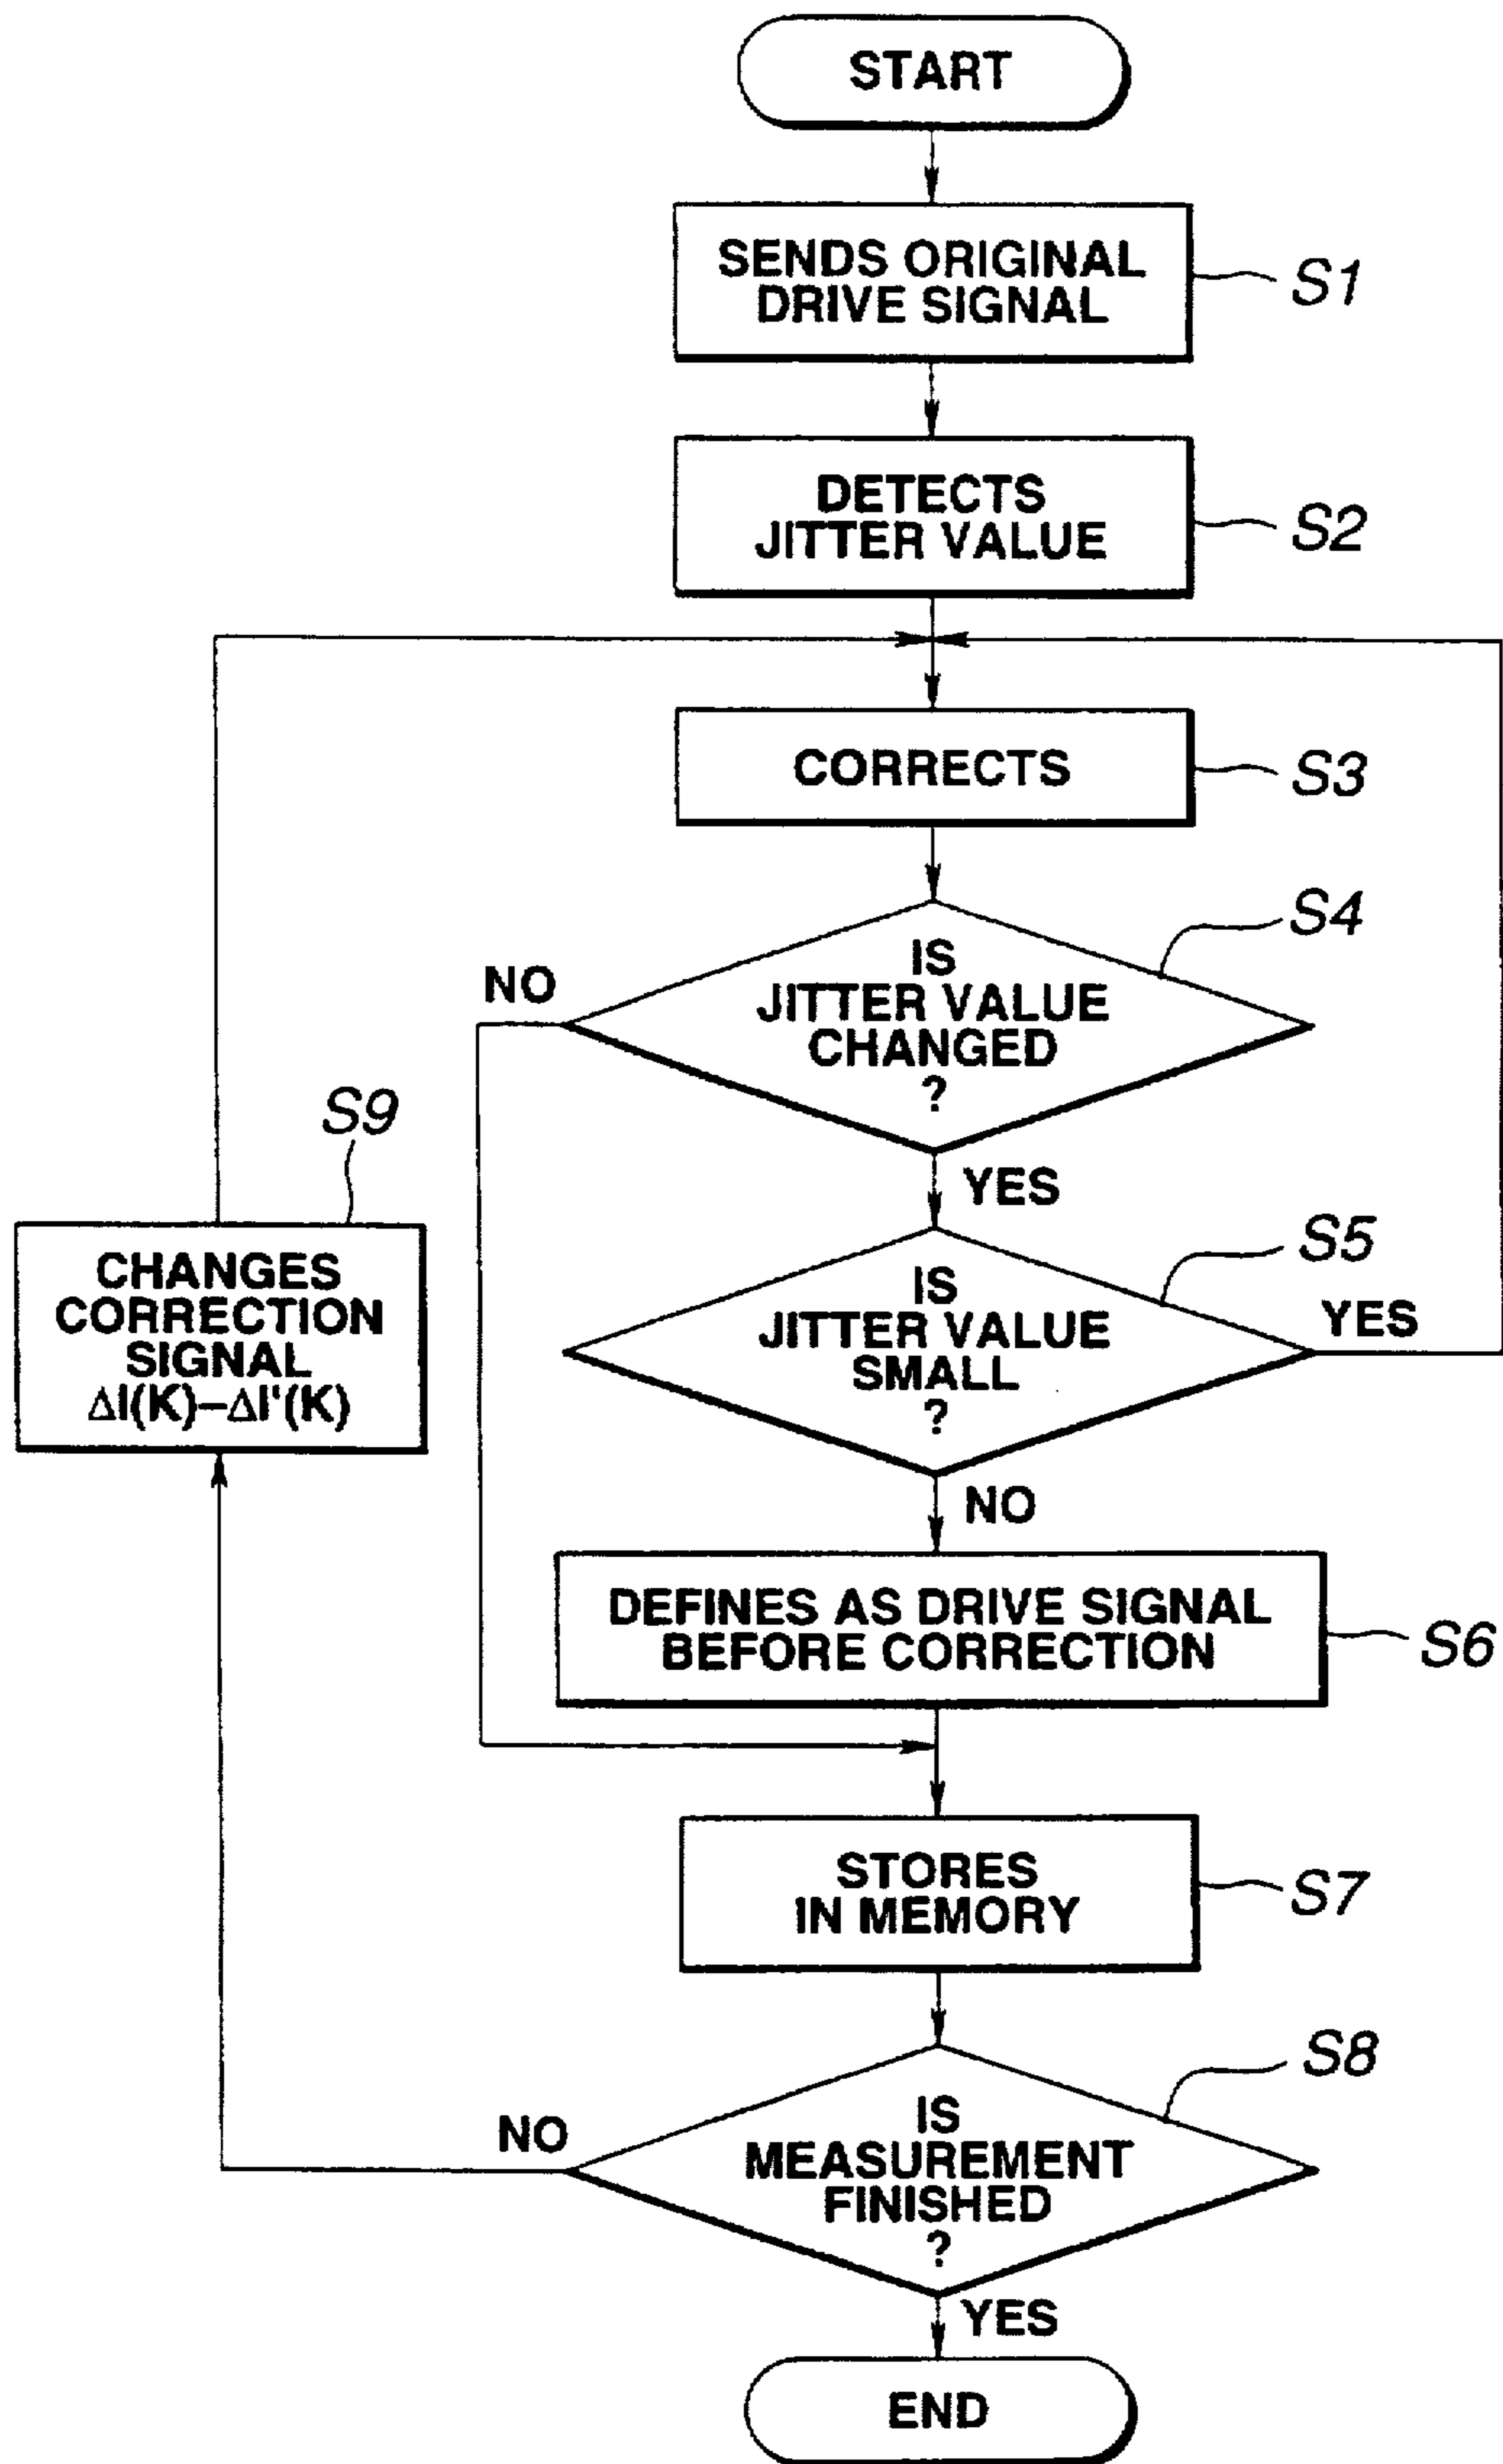 START
SENDS ORIGINAL
DRIVE SIGNAL
S1
DETECTS
JITTER VALUE
S2
CORRECTS
S3
S4
IS
JITTER VALUE
CHANGED
?
NO
YES
S9
CHANGES
CORRECTION
SIGNAL
ΔI(K)–ΔI'(K)
S5
IS
JITTER VALUE
SMALL
?
YES
NO
DEFINES AS DRIVE SIGNAL
BEFORE CORRECTION
S6
STORES
IN MEMORY
S7
S8
IS
MEASUREMENT
FINISHED
?
NO
YES
END